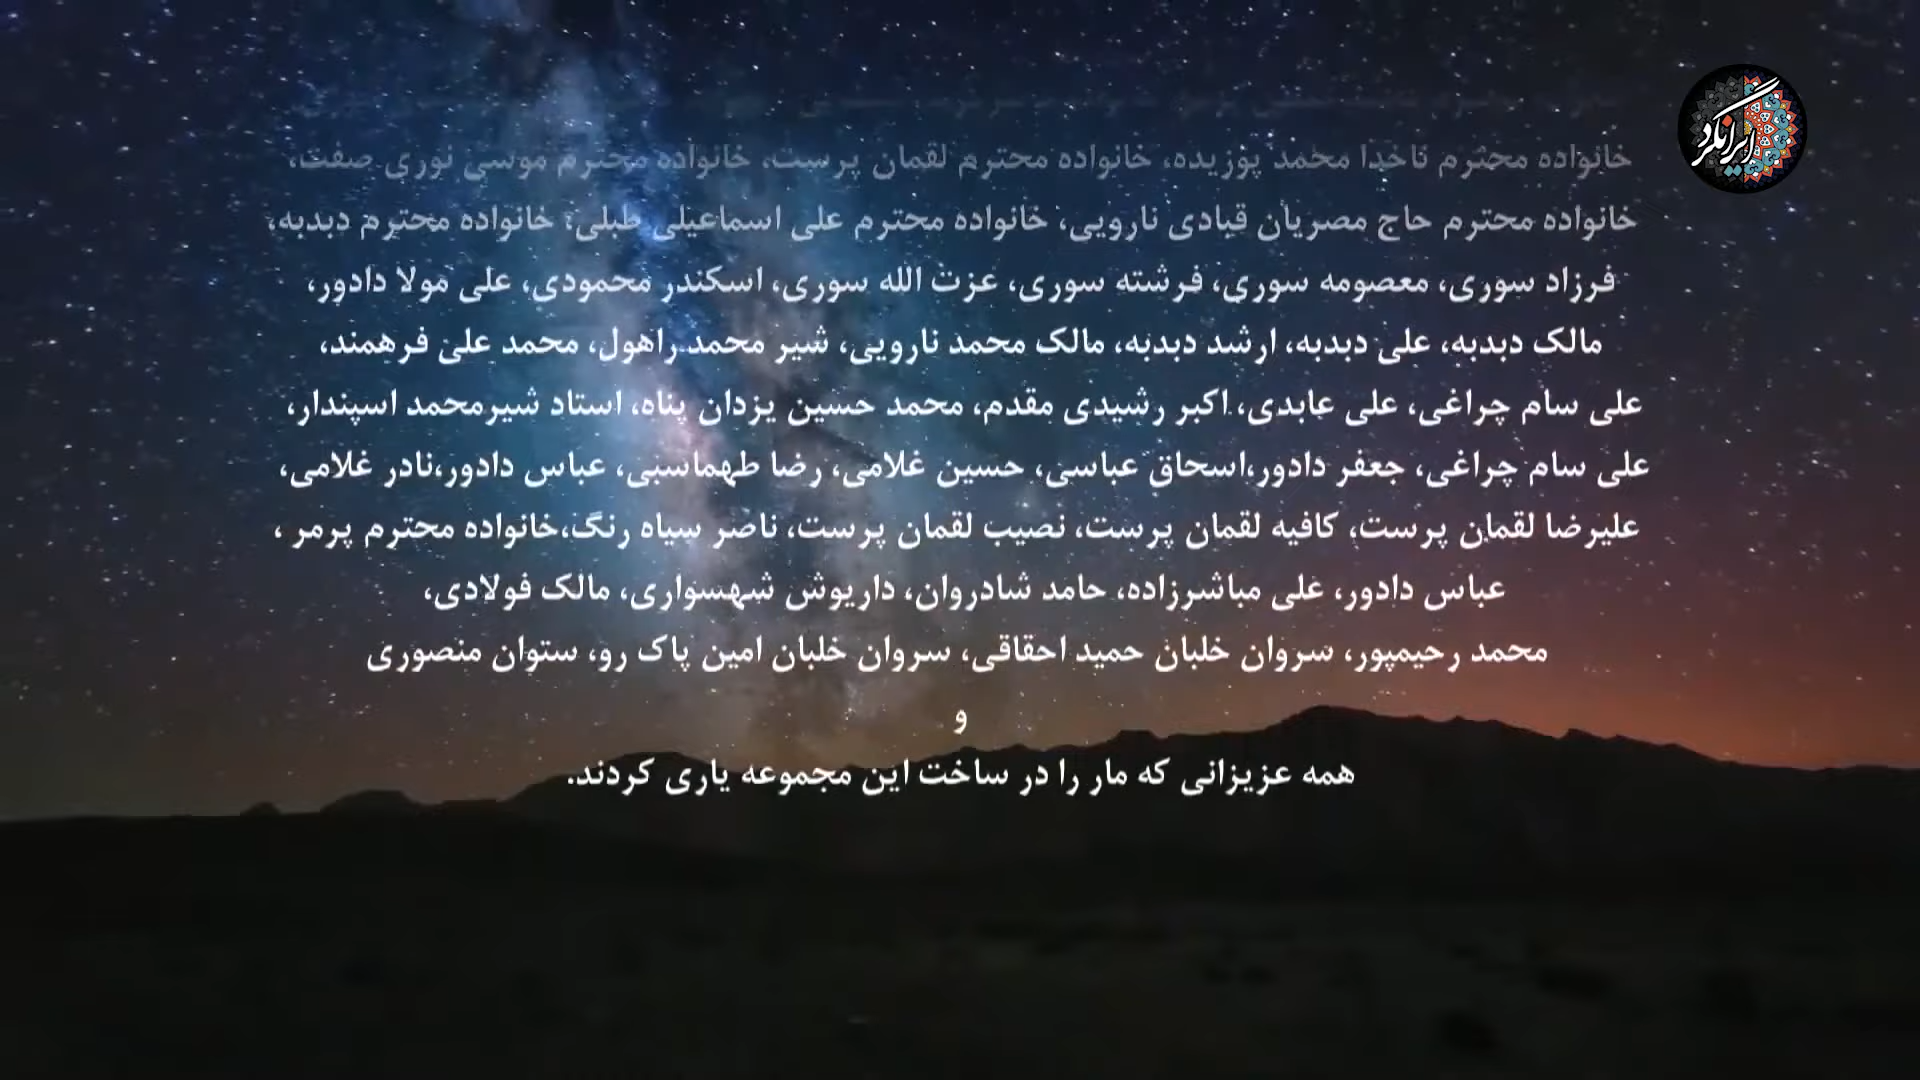 ایرانگرد
خانواده محترم ناخدا محمد پوزیده، خانواده محترم لقمان پرست، خانواده محترم موسی نوری صفت،
خانواده محترم حاج مصریان قبادی نارویی، خانواده محترم علی اسماعیلی طبلی، خانواده محترم دبدبه،
فرزاد سوری، معصومه سوری، فرشته سوری، عزت الله سوری، اسکندر محمودی، علی مولا دادور،
مالک دبدبه، علی دبدبه، ارشد دبدبه، مالک محمد نارویی، شیر محمد راهول، محمد علی فرهمند،
علی سام چراغی، علی عابدی، اکبر رشیدی مقدم، محمد حسین یزدان پناه، استاد شیرمحمد اسپندار،
علی سام چراغی، جعفر دادور،اسحاق عباسی، حسین غلامی، رضا طهماسبی، عباس دادور،نادر غلامی،
علیرضا لقمان پرست، کافیه لقمان پرست، نصیب لقمان پرست، ناصر سیاه رنگ،خانواده محترم پرمر ،
عباس دادور، علی مباشرزاده، حامد شادروان، داریوش شهسواری، مالک فولادی،
محمد رحیمپور، سروان خلبان حمید احقاقی، سروان خلبان امین پاک رو، ستوان منصوری
و
همه عزیزانی که مار را در ساخت این مجموعه یاری کردند.